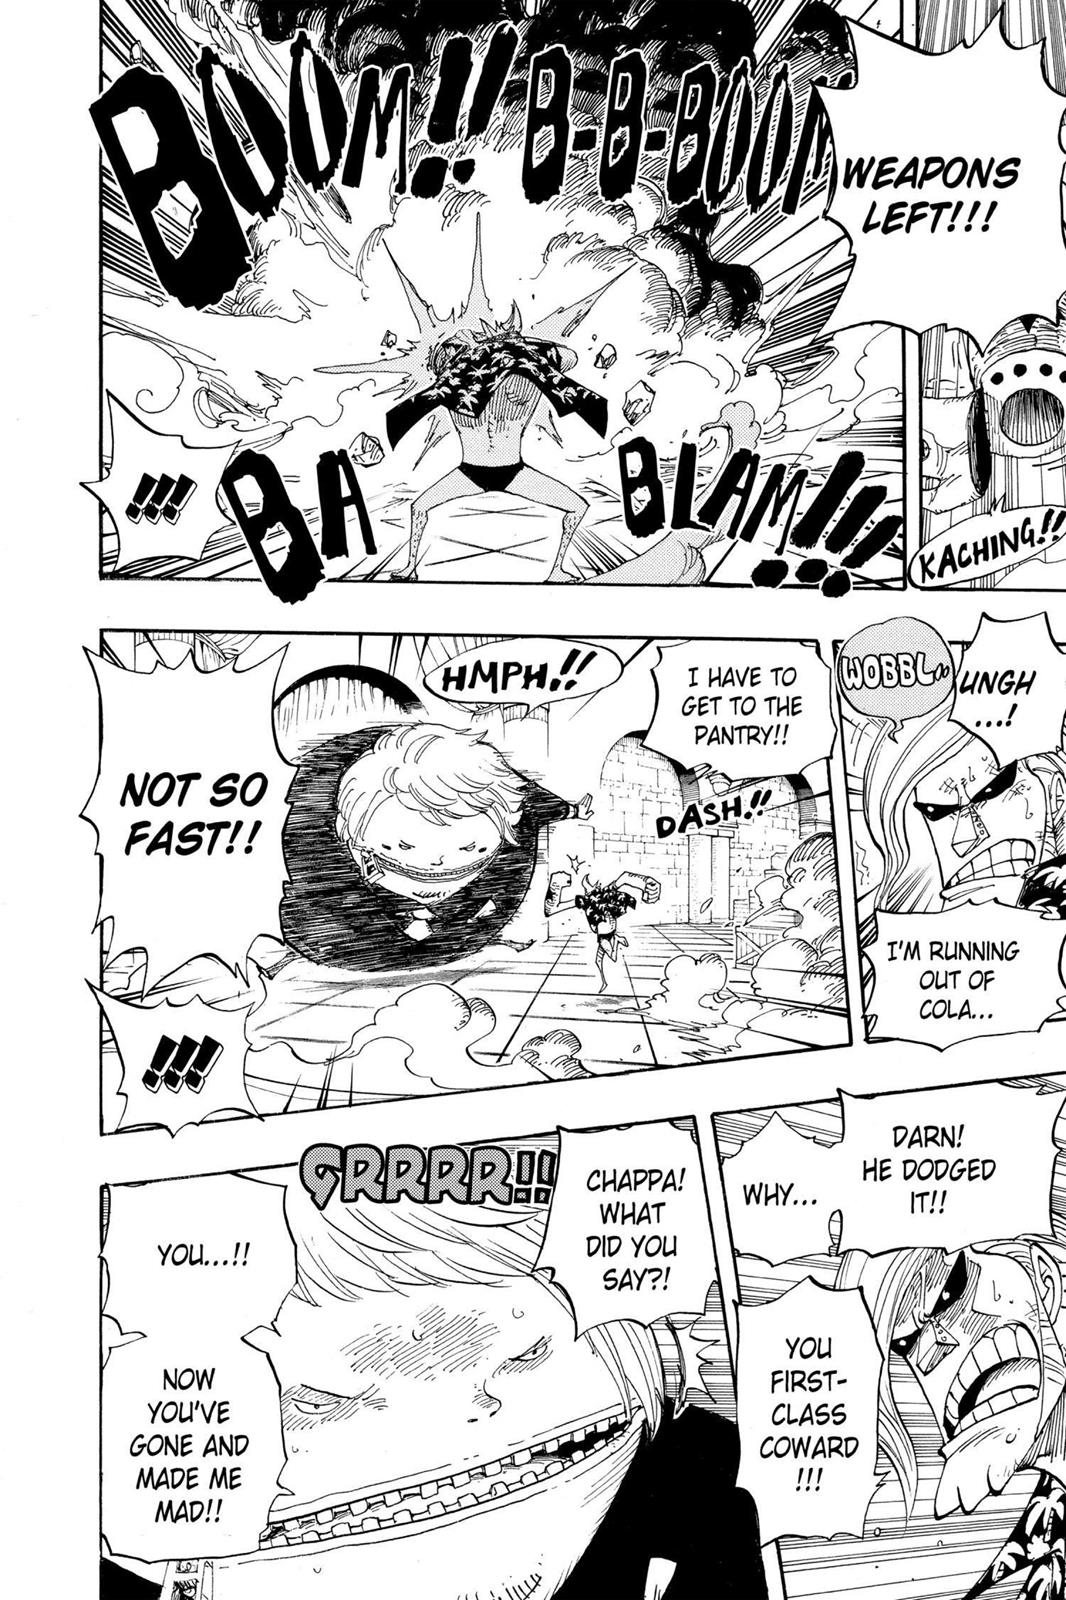 WEAPONS
LEFT!!!
KACHING!!
BOOM!! B-B-BOOM
BA BLAM!!!!
!!!
UNGH
...!
WOBBL
I'M RUNNING
OUT OF
COLA...
I HAVE TO
GET TO THE
PANTRY!!
DASH!!
HMPH!!
NOT SO
FAST!!
!!!
DARN!
HE DODGED
IT!!
WHY...
YOU
FIRST-
CLASS
COWARD
!!!
CHAPPA!
WHAT
DID YOU
SAY?!
GRRRR!!
YOU...!!
NOW
YOU'VE
GONE AND
MADE ME
MAD!!